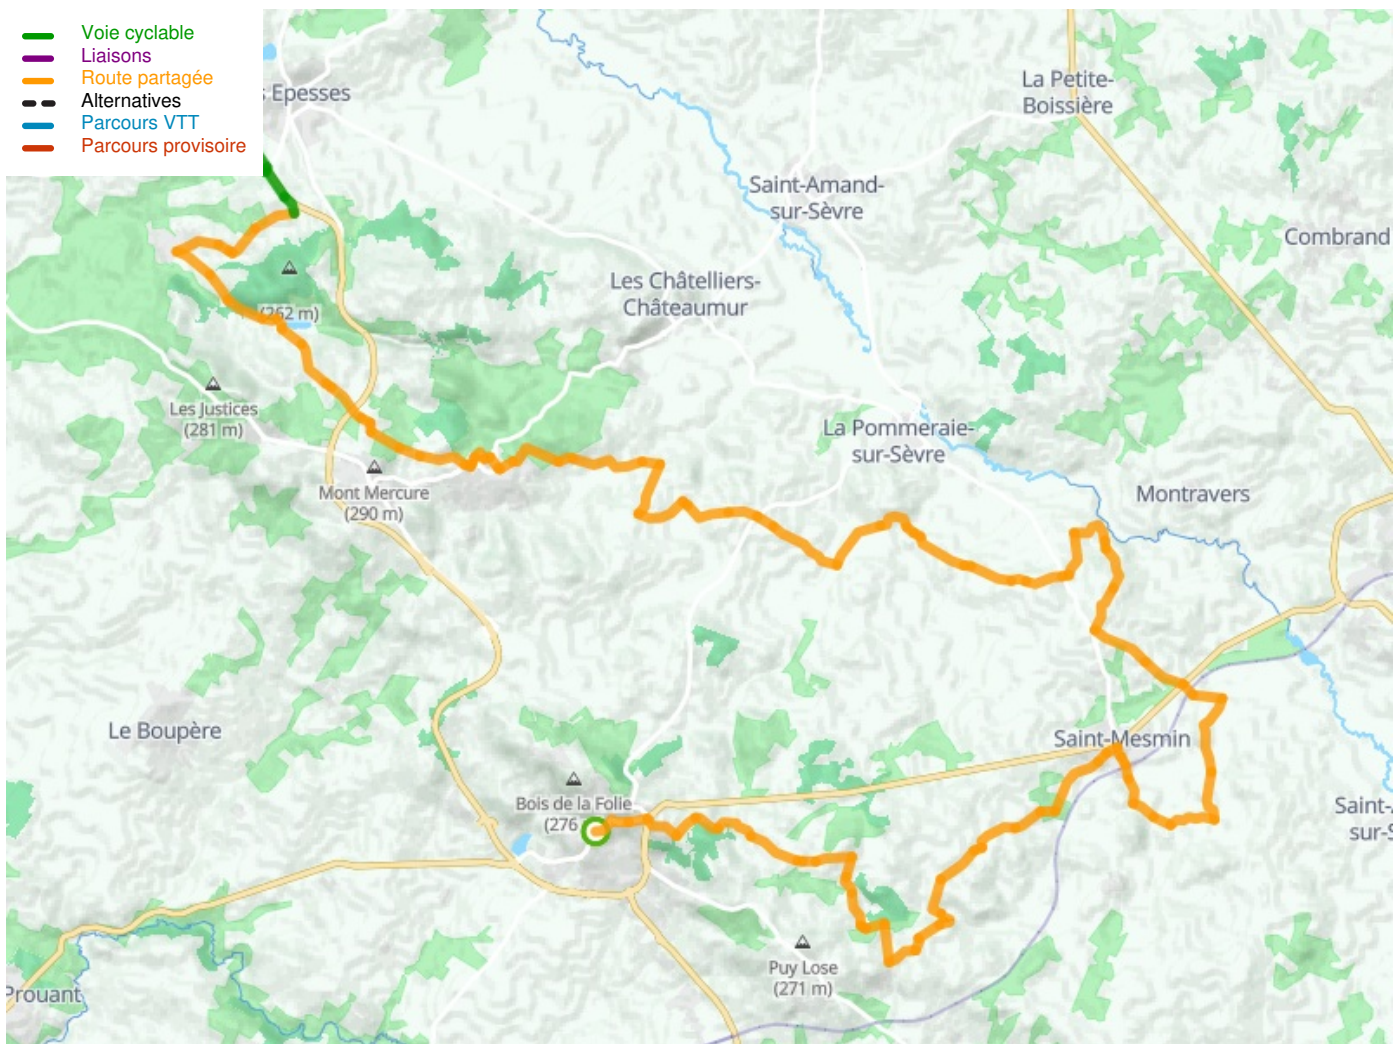 Voie cyclable
Liaisons
Route partagée
Alternatives
Parcours VTT
Parcours provisoire
Epesses
La Petite-
Boissière
Saint-Amand-
sur-Sèvre
Combrand
Les Châtelliers-
Châteaumur
(262 m)
Les Justices
(281 m)
La Pommeraie-
sur-Sèvre
Mont Mercure
(290 m)
Montravers
Le Boupère
Saint-Mesmin
Bois de la Folie
(276
Saint-
sur-S
Puy Lose
(271 m)
Prouant